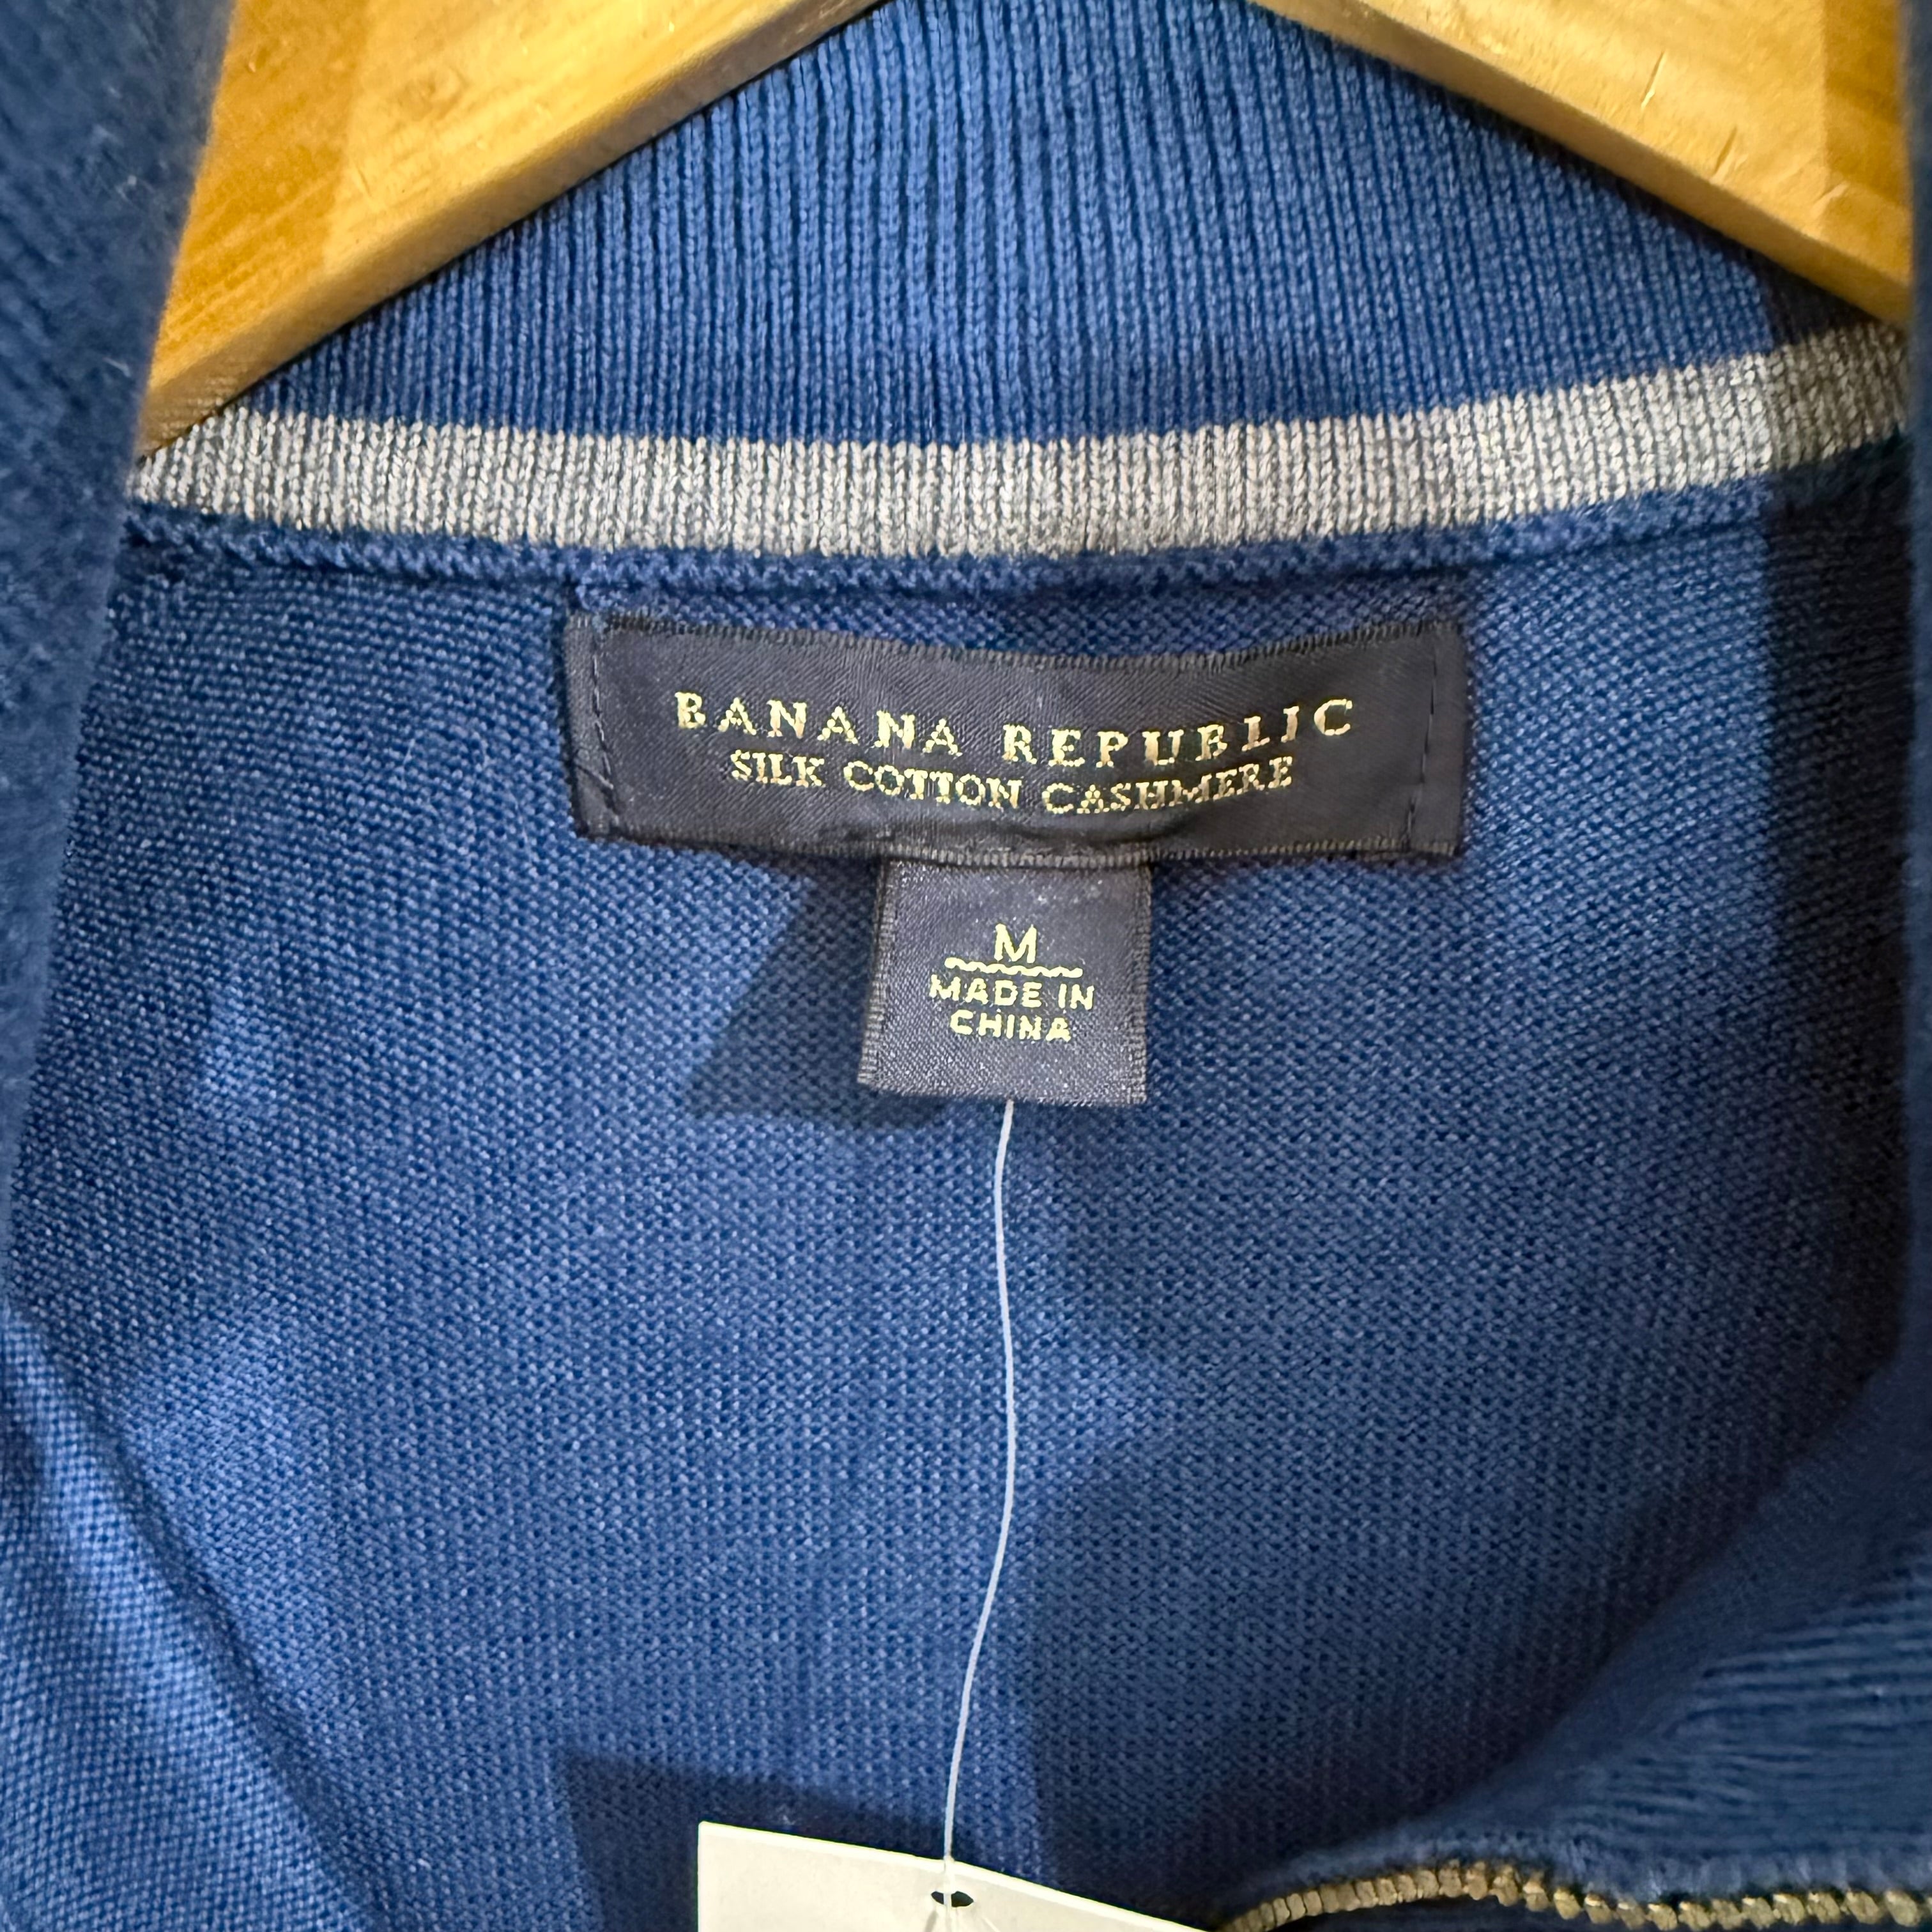 BANANA REPUBLIC
SILK COTTON CASHMERE
M
MADE IN
CHINA